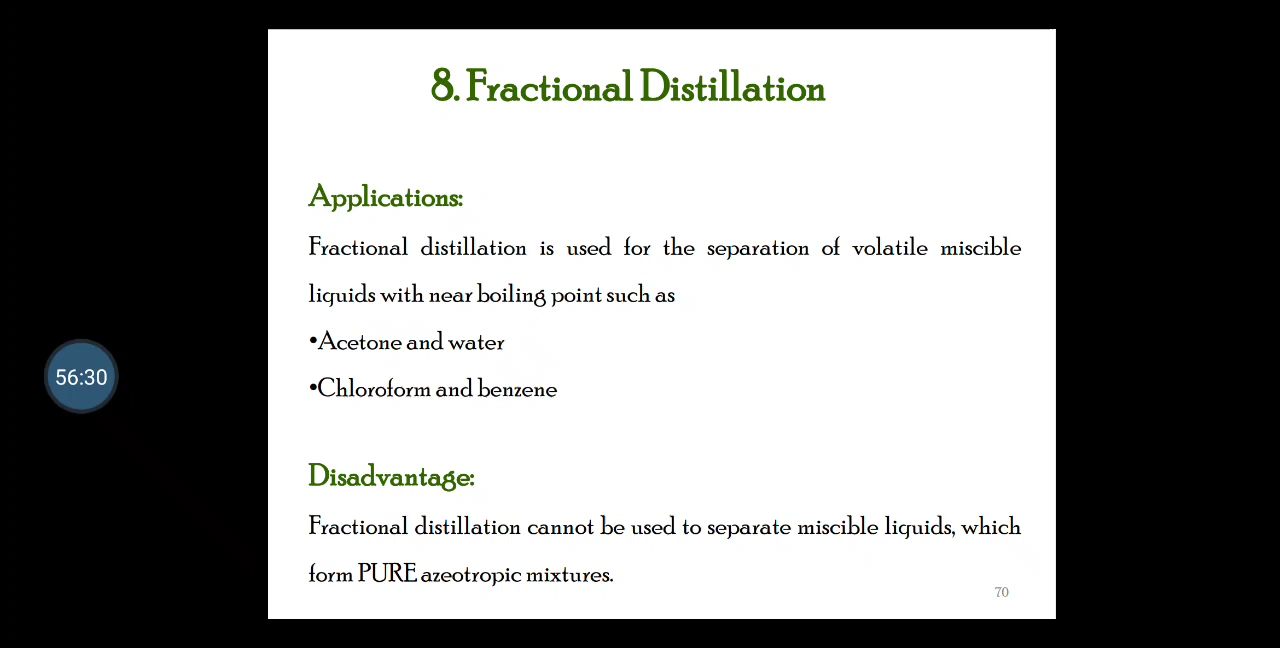 8. Fractional Distillation
Applications:
Fractional distillation is used for the separation of volatile miscible
liquids with near boiling point such as
•Acetone and water
56:30
•Chloroform and benzene
Disadvantage:
Fractional distillation cannot be used to separate miscible liquids, which
form PURE azeotropic mixtures.
70